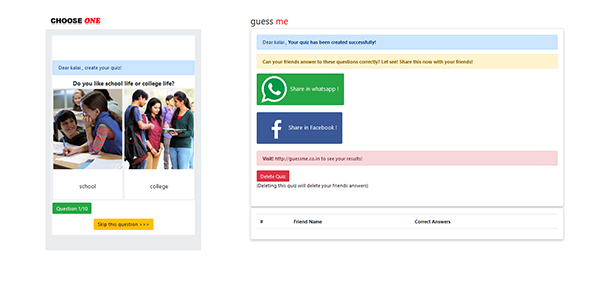 CHOOSE ONE
Dear kalai , create your quiz!
Do you like school life or college life?
school
college
Question 1/10
Skip this question >>>
guess me
Dear kalai , Your quiz has been created successfully!
Can your friends answer to these questions correctly? Let see! Share this now with your friends!
Share in whatsapp !
Share in Facebook !
Visit! http://guessme.co.in to see your results!
Delete Quiz
(Deleting this quiz will delete your friends answers)
# Friend Name Correct Answers